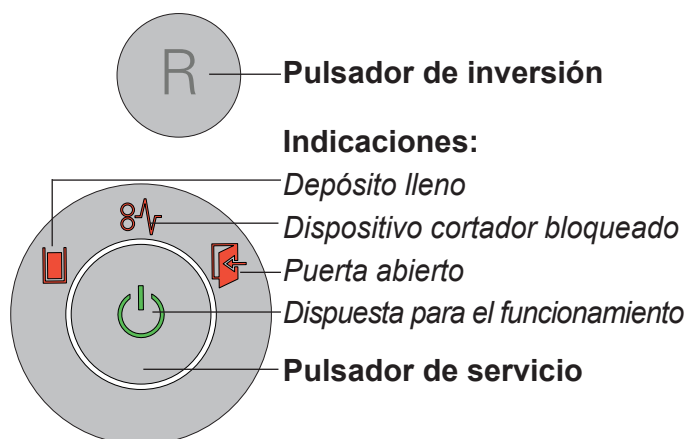 R
Pulsador de inversión
Indicaciones:
Depósito lleno
Dispositivo cortador bloqueado
Puerta abierto
Dispuesta para el funcionamiento
Pulsador de servicio